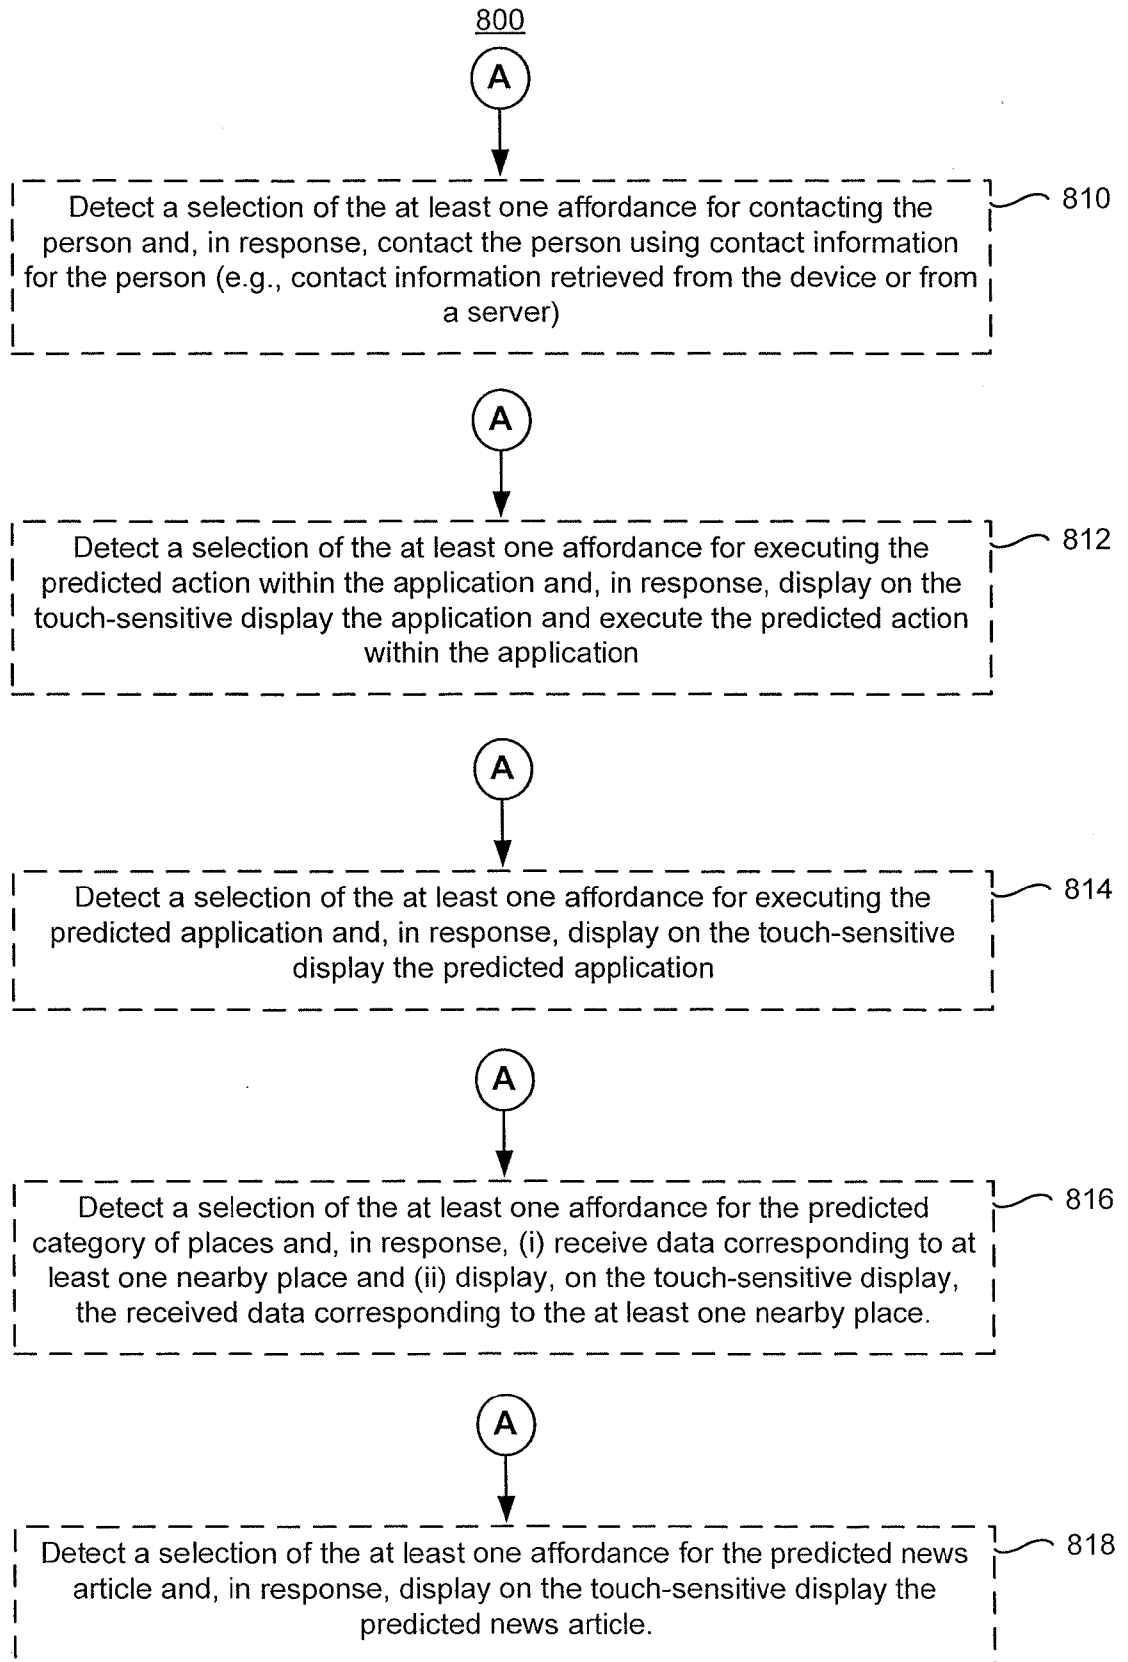 800
A
Detect a selection of the at least one affordance for contacting the
person and, in response, contact the person using contact information
for the person (e.g., contact information retrieved from the device or from
a server)
810
A
Detect a selection of the at least one affordance for executing the
predicted action within the application and, in response, display on the
touch-sensitive display the application and execute the predicted action
within the application
812
A
Detect a selection of the at least one affordance for executing the
predicted application and, in response, display on the touch-sensitive
display the predicted application
814
A
Detect a selection of the at least one affordance for the predicted
category of places and, in response, (i) receive data corresponding to at
least one nearby place and (ii) display, on the touch-sensitive display,
the received data corresponding to the at least one nearby place.
816
A
Detect a selection of the at least one affordance for the predicted news
article and, in response, display on the touch-sensitive display the
predicted news article.
818